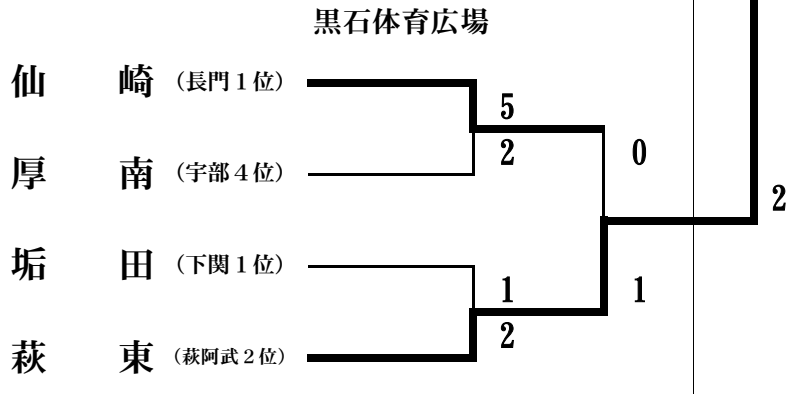 黒石体育広場
仙崎（長門１位）
5
2
0
厚南（宇部４位）
2
垢田（下関１位）
1
1
2
萩東（萩阿武２位）